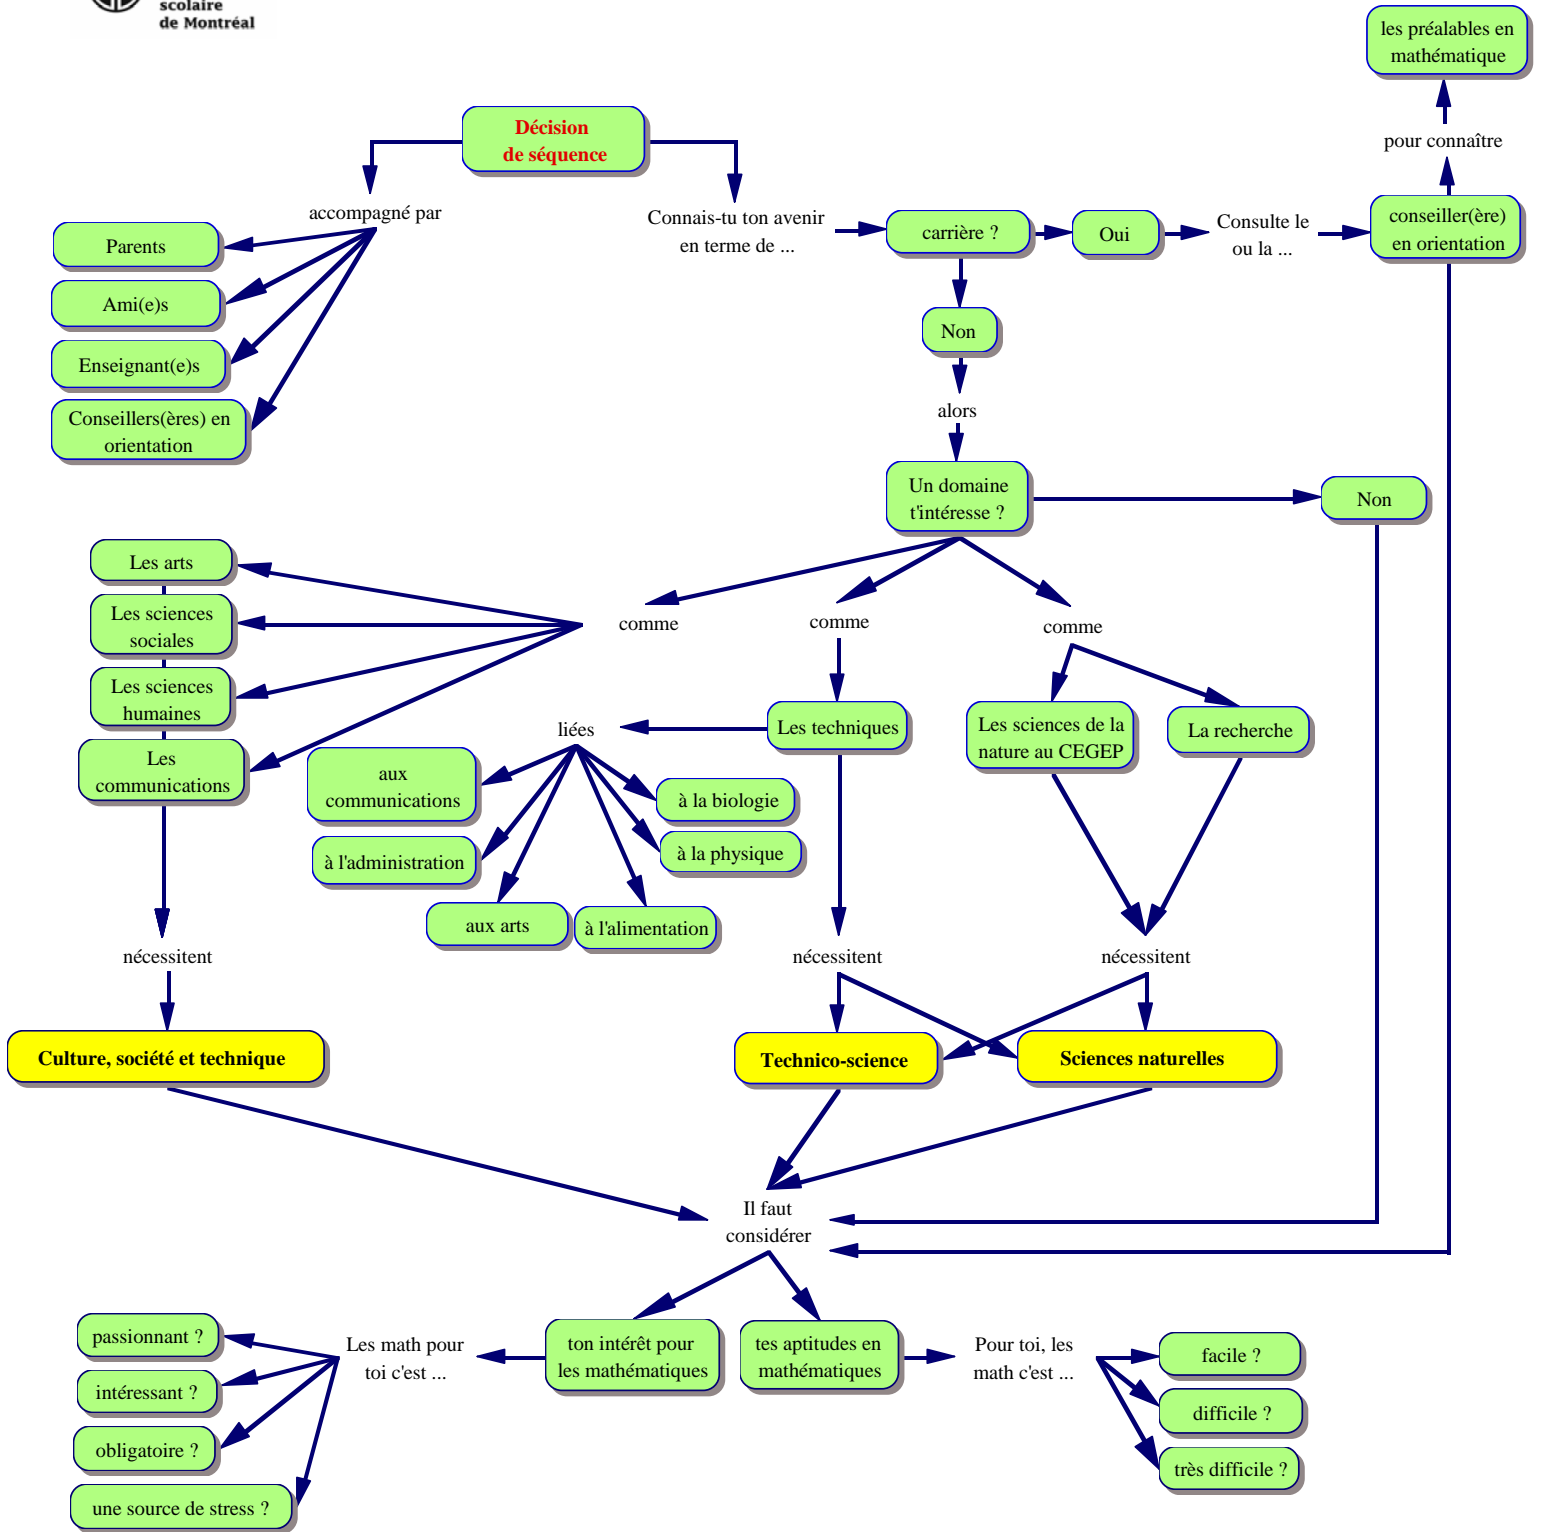 scolaire
de Montréal
les préalables en
mathématique
Décision
de séquence
pour connaître
accompagné par
Connais-tu ton avenir
en terme de ...
carrière ?
Oui
Consulte le
ou la ...
conseiller(ère)
en orientation
Parents
Ami(e)s
Enseignant(e)s
Conseillers(ères) en
orientation
Non
alors
Un domaine
t'intéresse ?
Non
Les arts
Les sciences
sociales
Les sciences
humaines
Les
communications
comme
comme
comme
liées
Les techniques
Les sciences de la
nature au CEGEP
La recherche
aux
communications
à l'administration
aux arts
à l'alimentation
à la physique
à la biologie
nécessitent
nécessitent
nécessitent
Culture, société et technique
Technico-science
Sciences naturelles
Il faut
considérer
ton intérêt pour
les mathématiques
tes aptitudes en
mathématiques
Les math pour
toi c'est ...
passionnant ?
intéressant ?
obligatoire ?
une source de stress ?
Pour toi, les
math c'est ...
facile ?
difficile ?
très difficile ?